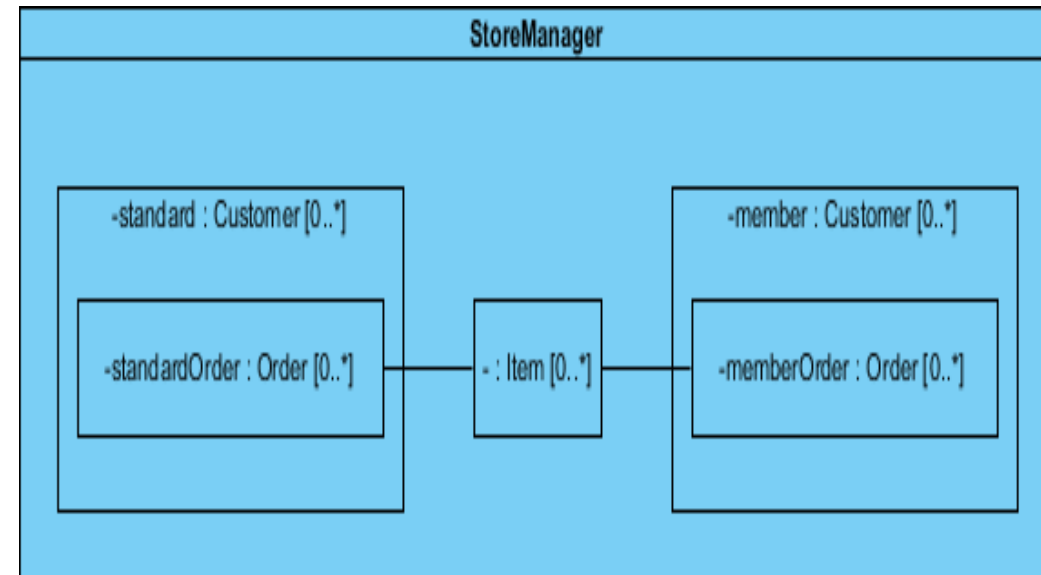 StoreManager
-standard : Customer [0..*]
-member : Customer [0..*]
-standardOrder : Order [0..*]
- : Item [0..*]
-memberOrder : Order [0..*]